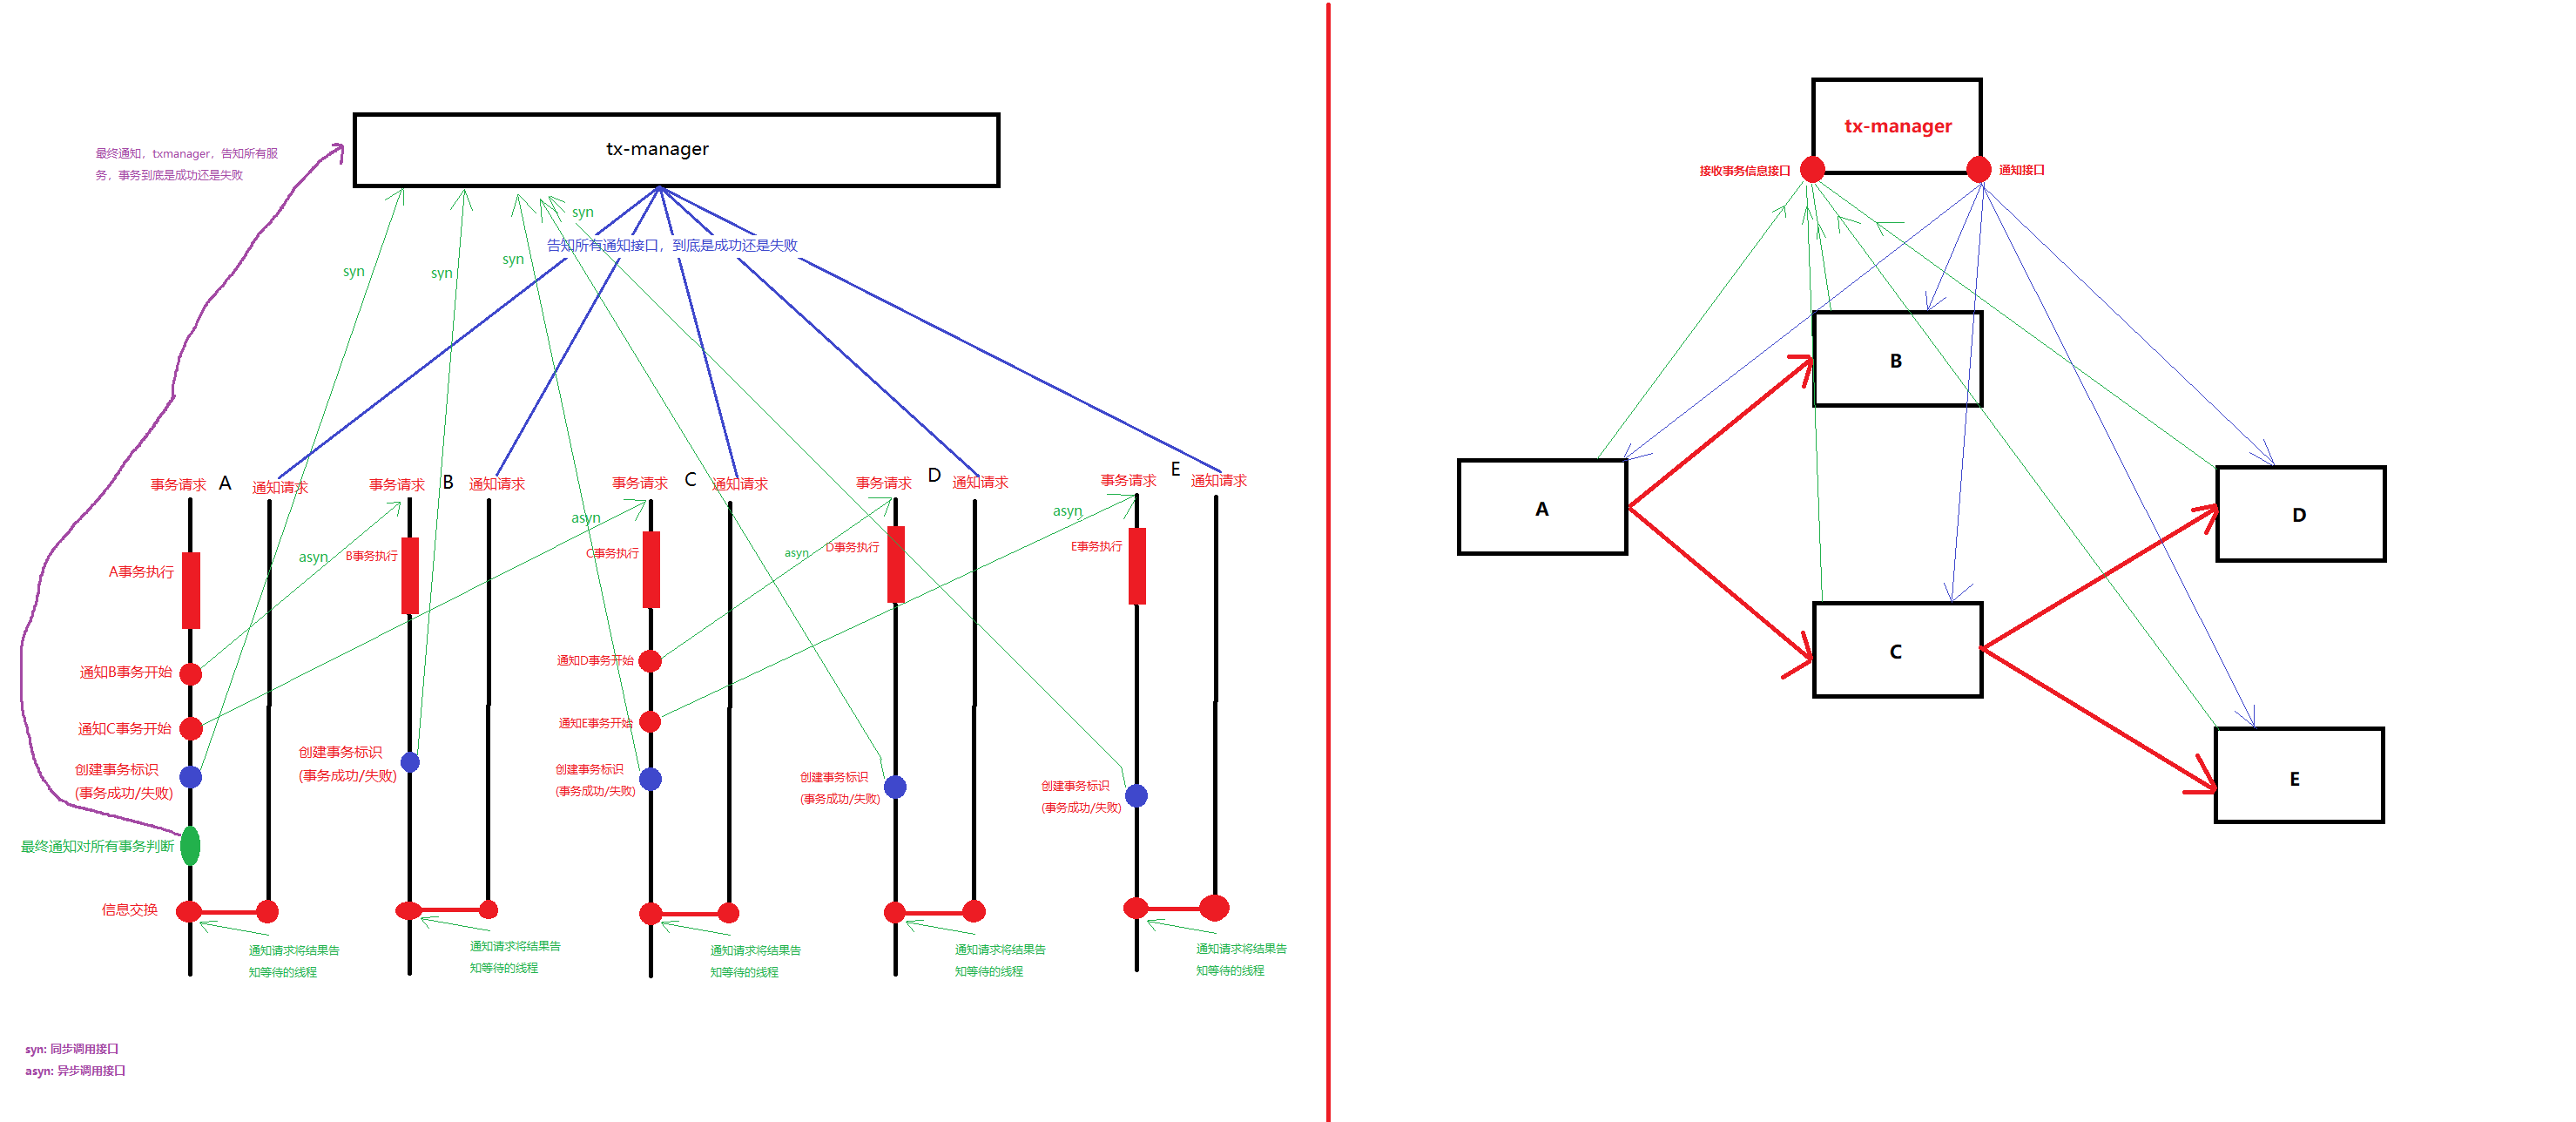 最终通知，txmanager，告知所有服
务，事务到底是成功还是失败
tx-manager
syn
告知所有通知接口，到底是成功还是失败
syn
syn
syn
事务请求
A
通知请求
事务请求
B
通知请求
事务请求
C
通知请求
事务请求
D
通知请求
事务请求
E
通知请求
asyn
asyn
asyn
asyn
A事务执行
B事务执行
C事务执行
D事务执行
E事务执行
通知B事务开始
通知C事务开始
创建事务标识
(事务成功/失败)
最终通知对所有事务判断
信息交换
创建事务标识
(事务成功/失败)
通知D事务开始
通知E事务开始
创建事务标识
(事务成功/失败)
创建事务标识
(事务成功/失败)
创建事务标识
(事务成功/失败)
通知请求将结果告
知等待的线程
通知请求将结果告
知等待的线程
通知请求将结果告
知等待的线程
通知请求将结果告
知等待的线程
通知请求将结果告
知等待的线程
syn: 同步调用接口
asyn: 异步调用接口
tx-manager
接收事务信息接口
通知接口
B
A
D
C
E